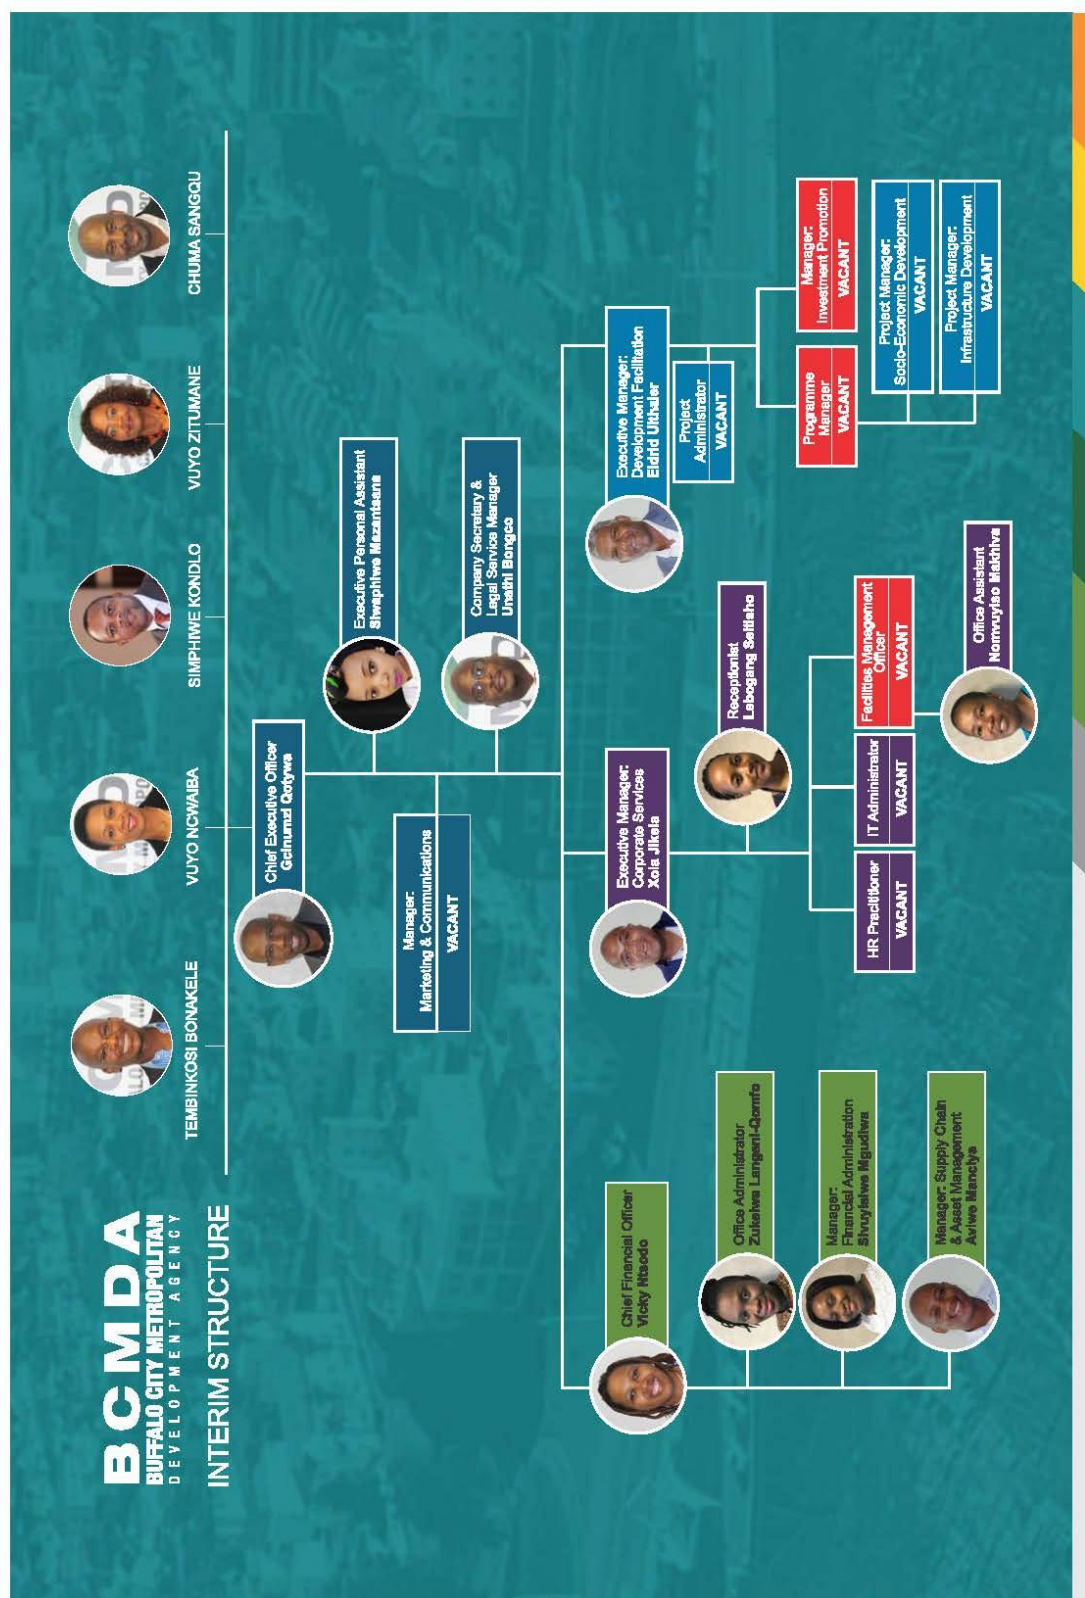 BCMDA
BUFFALO CITY METROPOLITAN
DEVELOPMENT AGENCY
INTERIM STRUCTURE
TEMBINKOSI BONAKELE
VUYO NCWAIBA
SIMPHIWE KONDLO
VUYO ZITUMANE
CHUMA SANGQU
Chief Executive Officer
Gcinumzi Qotywa
Executive Personal Assistant
Siwaphiwe Mazantsana
Manager:
Marketing & Communications
VACANT
Company Secretary &
Legal Service Manager
Unathi Bongco
Chief Financial Officer
Vicky Ntsodo
Office Administrator
Zukelwa Langeni-Qomfo
Manager:
Financial Administration
Sivuyisiwe Mgudlwa
Manager: Supply Chain
& Asset Management
Aviwe Manciya
Executive Manager:
Corporate Services
Xola Jikela
Receptionist
Lebogang Seitisho
HR Practitioner
VACANT
IT Administrator
VACANT
Facilities Management
Officer
VACANT
Office Assistant
Nomvuyiso Makhiva
Executive Manager:
Development Facilitation
Eldrid Uithaler
Project
Administrator
VACANT
Programme
Manager
VACANT
Manager:
Investment Promotion
VACANT
Project Manager:
Socio-Economic Development
VACANT
Project Manager:
Infrastructure Development
VACANT